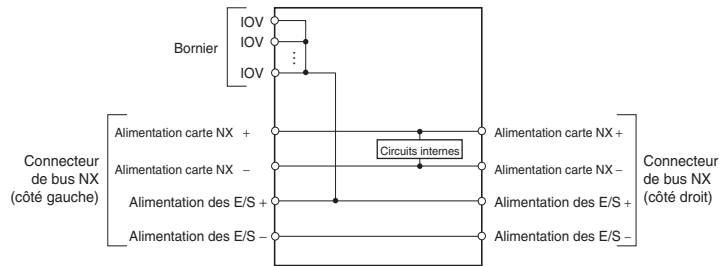 Bornier
IOV
IOV
⋮
IOV
Connecteur
de bus NX
(côté gauche)
Alimentation carte NX +
Alimentation carte NX –
Alimentation des E/S +
Alimentation des E/S –
Circuits internes
Alimentation carte NX +
Alimentation carte NX –
Alimentation des E/S +
Alimentation des E/S –
Connecteur
de bus NX
(côté droit)